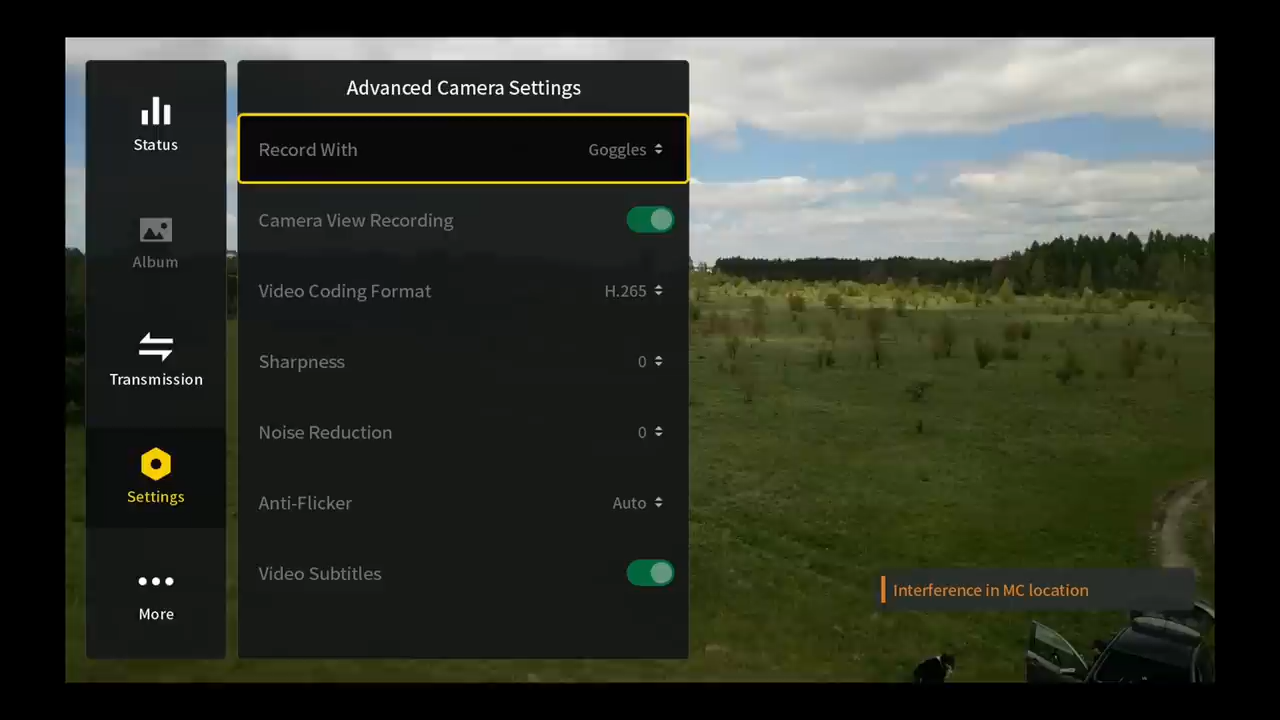 Status
Album
Transmission
Settings
More
Advanced Camera Settings
Record With Goggles
Camera View Recording
Video Coding Format H.265
Sharpness 0
Noise Reduction 0
Anti-Flicker Auto
Video Subtitles
Interference in MC location